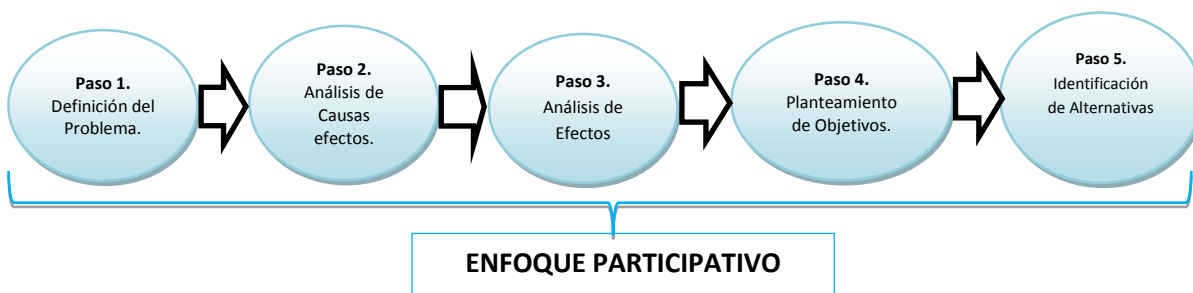 Paso 1.
Definición del
Problema.
Paso 2.
Análisis de
Causas
efectos.
Paso 3.
Análisis de
Efectos
Paso 4.
Planteamiento
de Objetivos.
Paso 5.
Identificación
de Alternativas
ENFOQUE PARTICIPATIVO